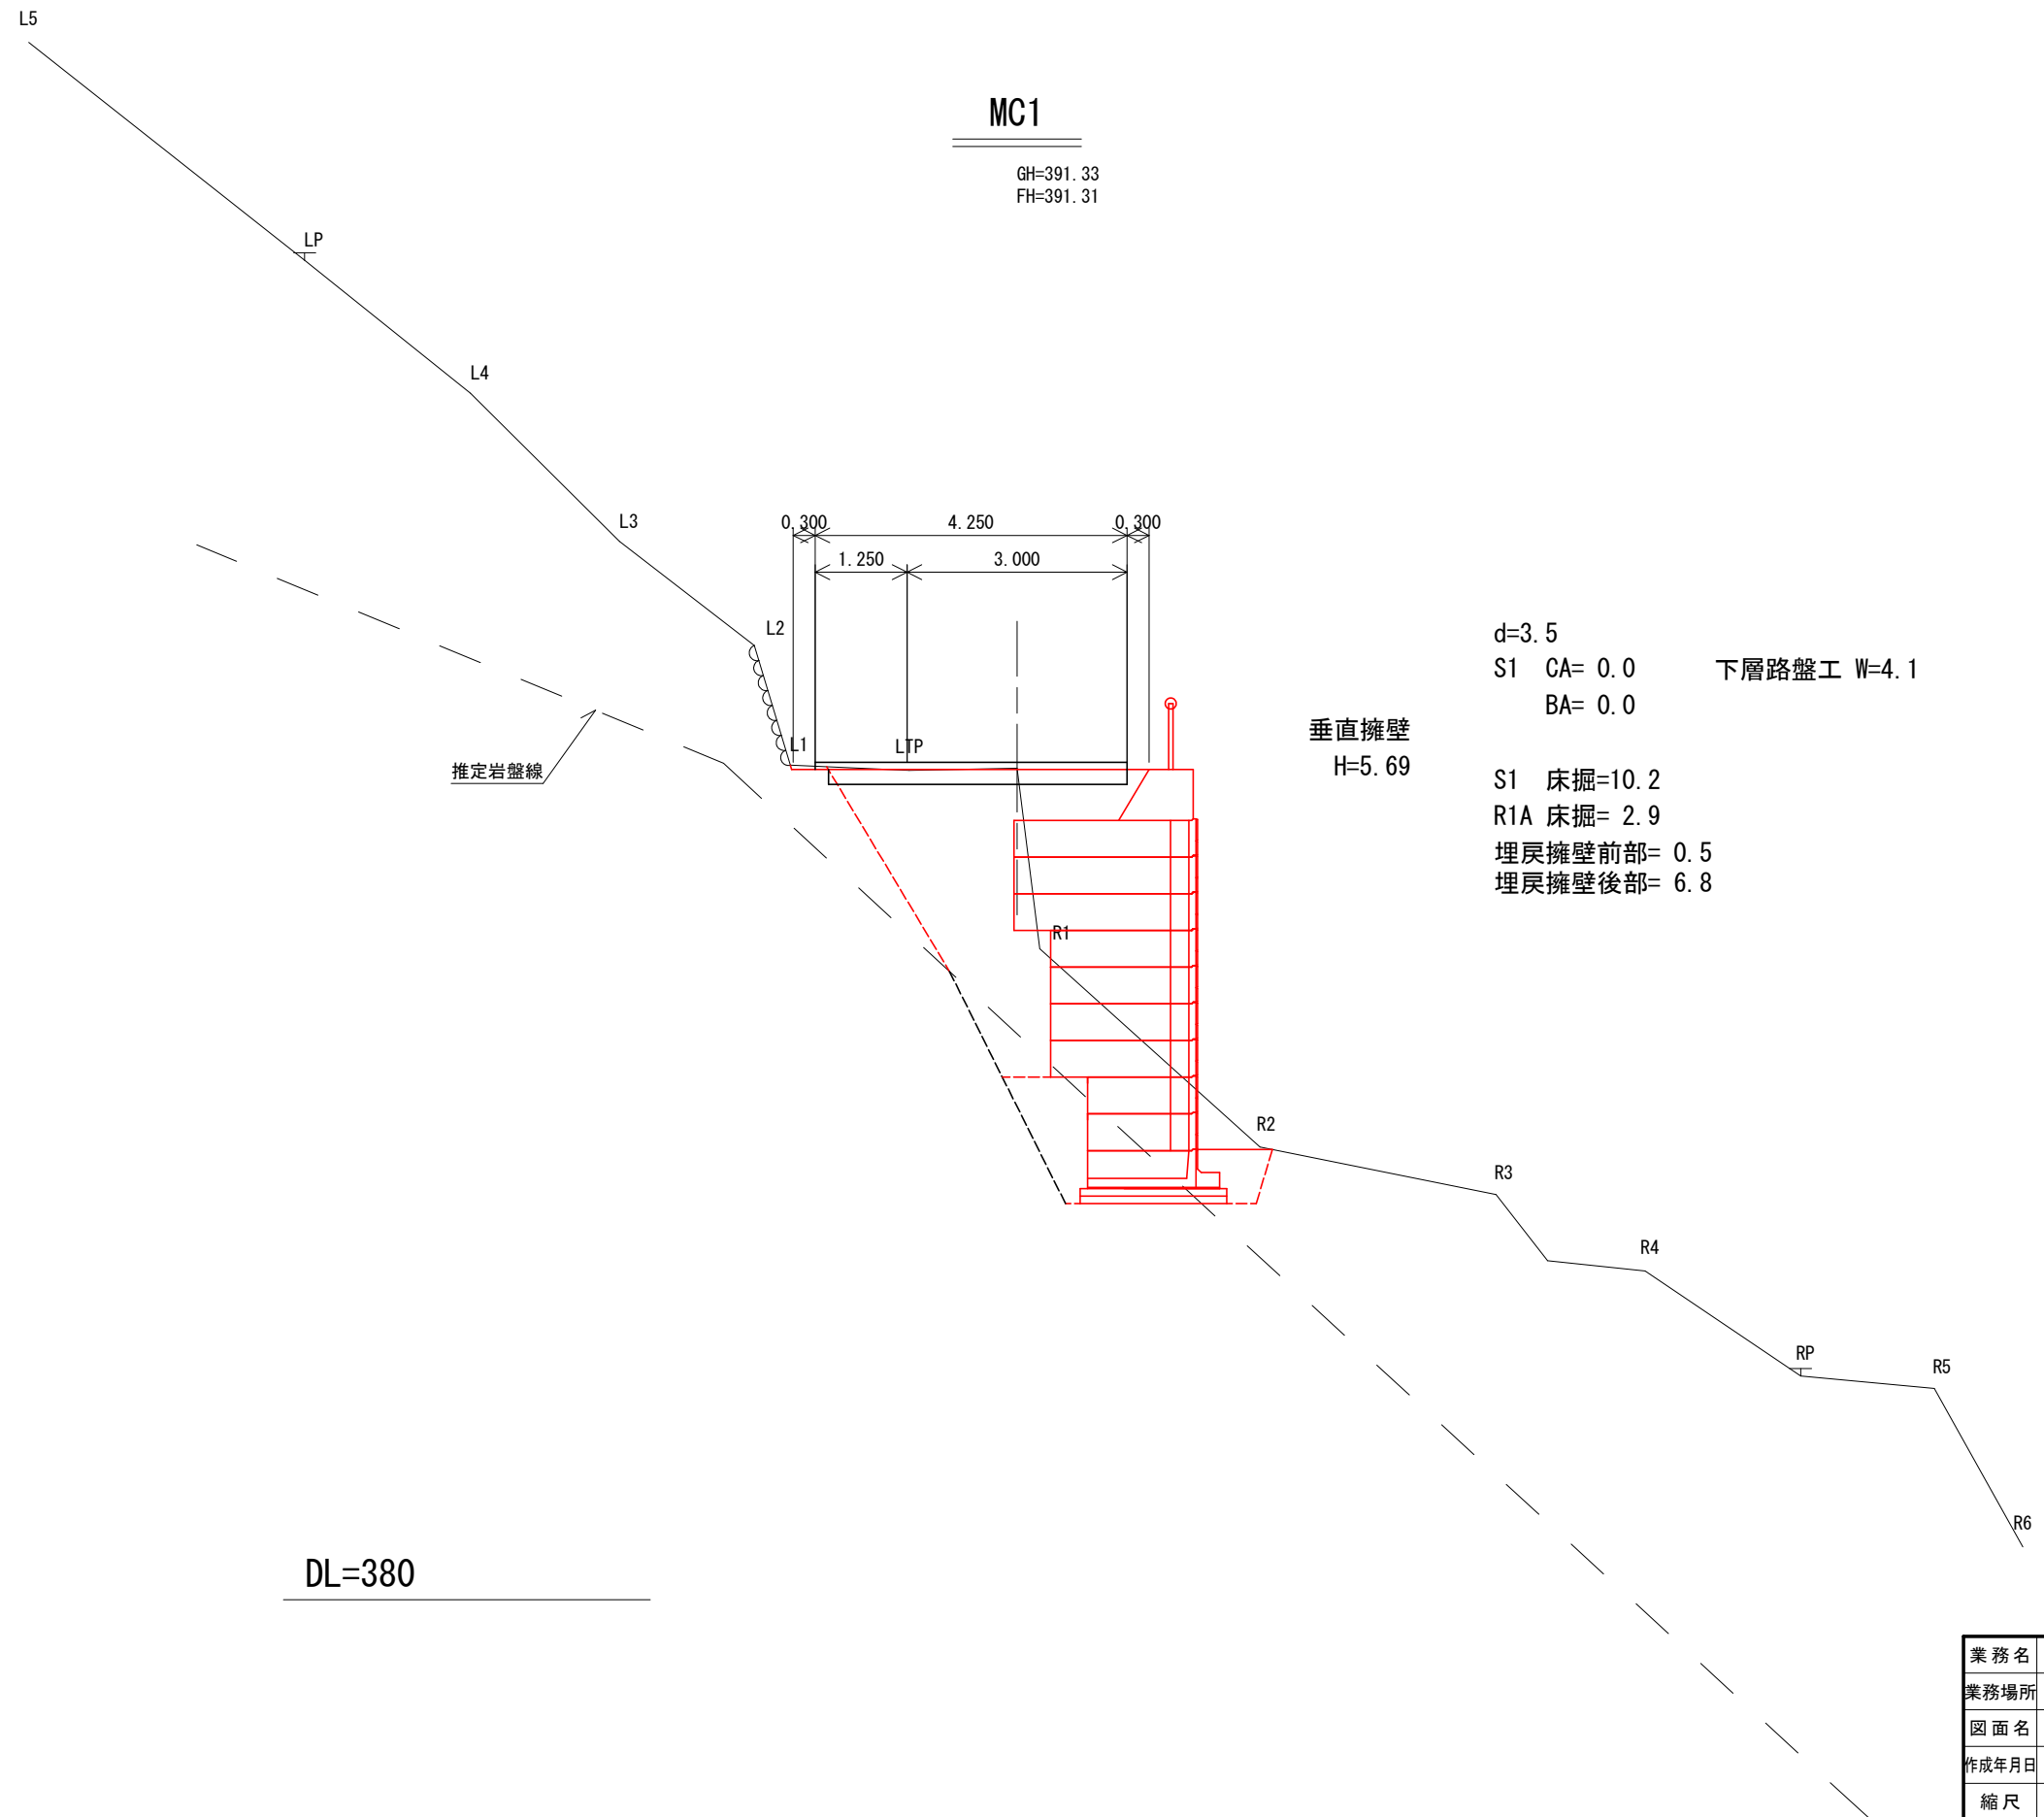 L5
MC1
GH=391.33
FH=391.31
LP
L4
L3
0.300 4.250 0.300
1.250 3.000
L2
d=3.5
S1 CA= 0.0 下層路盤工 W=4.1
BA= 0.0
垂直擁壁
H=5.69
L1
LTP
推定岩盤線
S1 床掘=10.2
R1A 床掘= 2.9
埋戻擁壁前部= 0.5
埋戻擁壁後部= 6.8
R1
R2
R3
R4
RP
R5
R6
DL=380
業務名
業務場所
図面名
作成年月日
縮尺